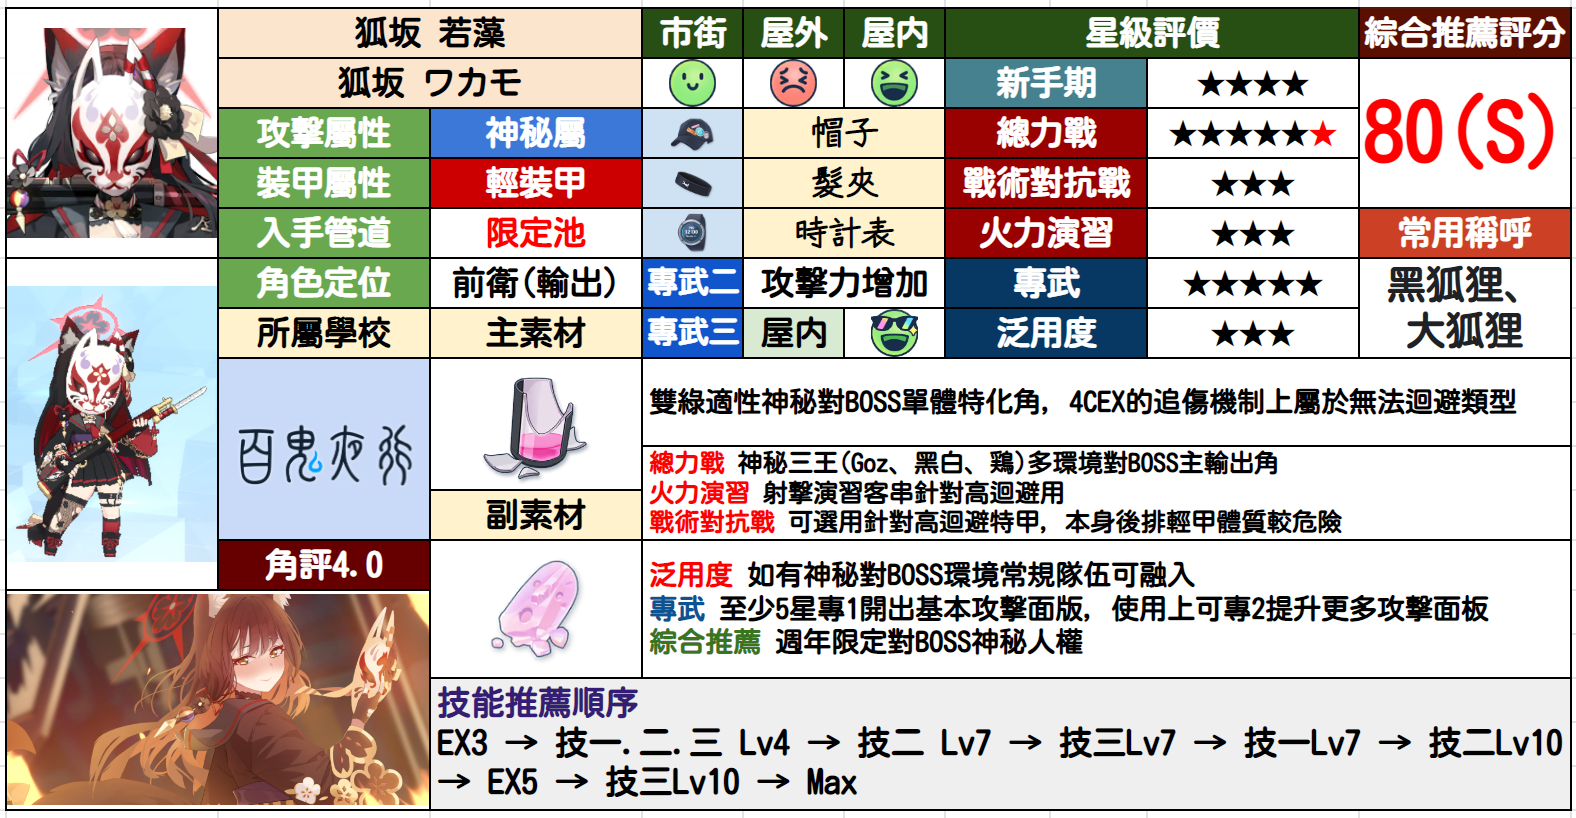 狐坂 若藻
市街 屋外 屋內 星級評價 綜合推薦評分
狐坂 ワカモ
新手期 ★★★★
80(S)
攻擊屬性 神秘屬 帽子 總力戰 ★★★★★★
裝甲屬性 輕裝甲 髮夾 戰術對抗戰 ★★★
入手管道 限定池 時計表 火力演習 ★★★ 常用稱呼
角色定位 前衛(輸出) 專武二 攻擊力增加 專武 ★★★★★ 黑狐狸、
所屬學校 主素材 專武三 屋內 泛用度 ★★★ 大狐狸
百鬼夜行
雙綠適性神秘對BOSS單體特化角, 4CEX的追傷機制上屬於無法迴避類型
總力戰 神秘三王(Goz、黑白、鶏)多環境對BOSS主輸出角
火力演習 射擊演習客串針對高迴避用
戰術對抗戰 可選用針對高迴避特甲, 本身後排輕甲體質較危險
副素材
角評4.0
泛用度 如有神秘對BOSS環境常規隊伍可融入
專武 至少5星專1開出基本攻擊面版, 使用上可專2提升更多攻擊面板
綜合推薦 週年限定對BOSS神秘人權
技能推薦順序
EX3 → 技一.二.三 Lv4 → 技二 Lv7 → 技三Lv7 → 技一Lv7 → 技二Lv10
→ EX5 → 技三Lv10 → Max